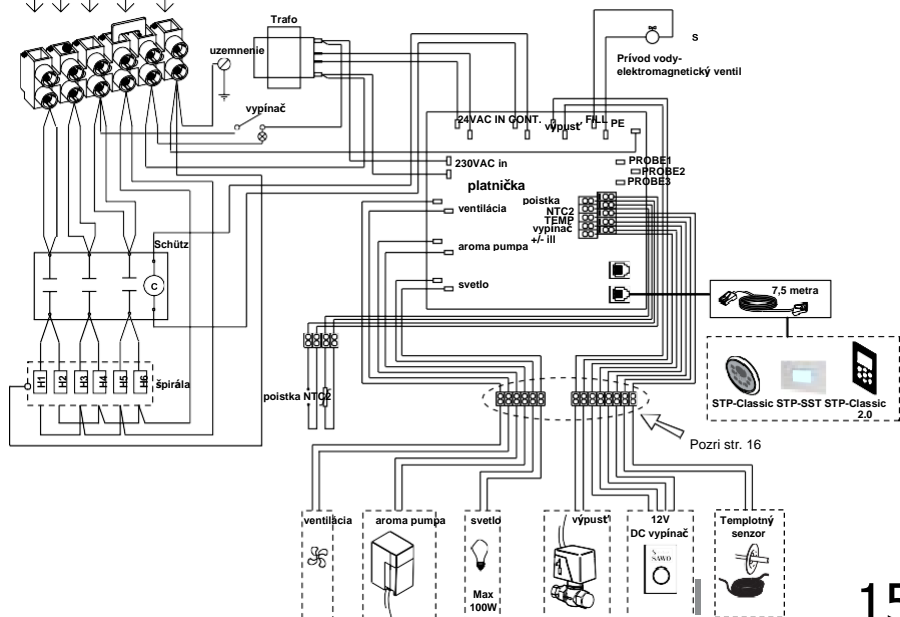 Trafo
uzemnenie
S
Prívod vody-
elektromagnetický ventil
vypínač
24VAC IN CONT.
výpusť
FILL
PE
230VAC in
PROBE1
PROBE2
PROBE3
platnička
poistka
NTC2
TEMP
vypínač
+/- ill
ventilácia
aroma pumpa
svetlo
Schütz
C
7,5 metra
H1
H2
H3
H4
H5
H6
špirála
poistka NTC2
STP-Classic
STP-SST
STP-Classic
2.0
Pozri str. 16
ventilácia
aroma pumpa
svetlo
Max
100W
výpusť
12V
DC vypínač
SAWO
Templotný
senzor
15